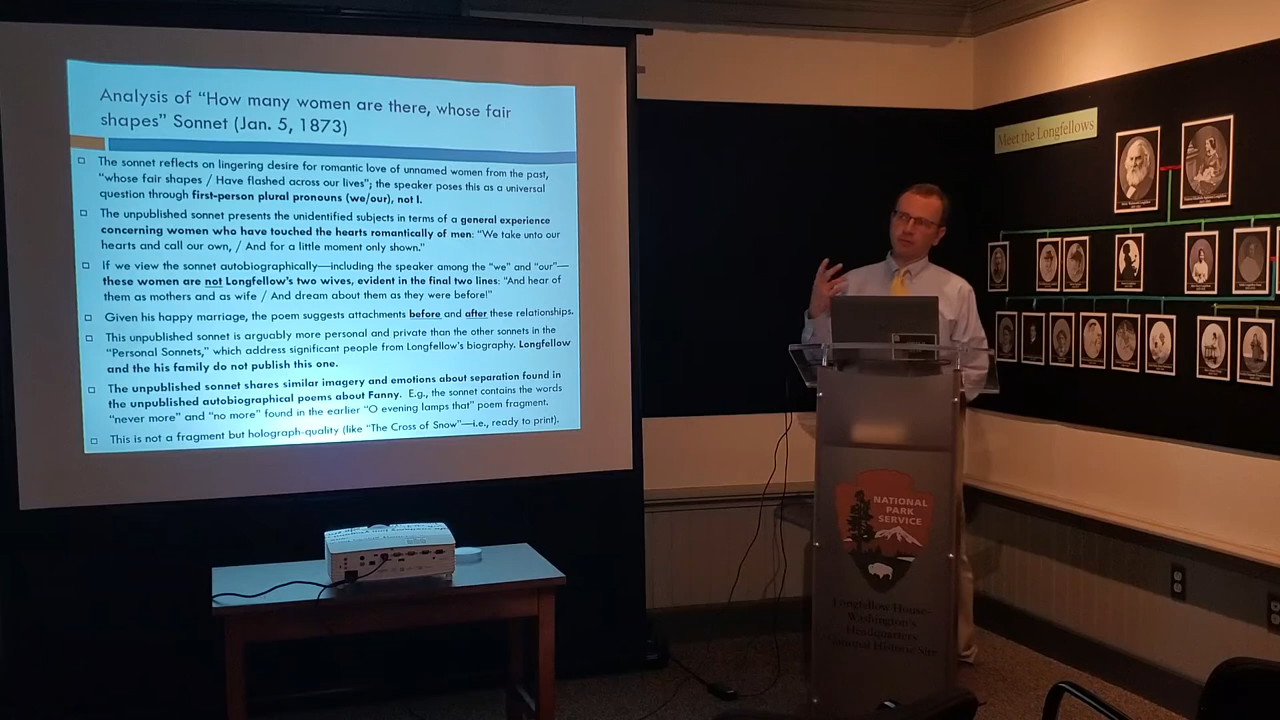 Analysis of “How many women are there, whose fair
shapes” Sonnet (Jan. 5, 1873)
The sonnet reflects on lingering desire for romantic love of unnamed women from the past,
“whose fair shapes / Have flashed across our lives”; the speaker poses this as a universal
question through first-person plural pronouns (we/our), not I.
The unpublished sonnet presents the unidentified subjects in terms of a general experience
concerning women who have touched the hearts romantically of men: “We take unto our
hearts and call our own, / And for a little moment only shown.”
If we view the sonnet autobiographically—including the speaker among the “we” and “our”—
these women are not Longfellow’s two wives, evident in the final two lines: “And hear of
them as mothers and as wife / And dream about them as they were before!”
Given his happy marriage, the poem suggests attachments before and after these relationships.
This unpublished sonnet is arguably more personal and private than the other sonnets in the
“Personal Sonnets,” which address significant people from Longfellow’s biography. Longfellow
and the his family do not publish this one.
The unpublished sonnet shares similar imagery and emotions about separation found in
the unpublished autobiographical poems about Fanny. E.g., the sonnet contains the words
“never more” and “no more” found in the earlier “O evening lamps that” poem fragment.
This is not a fragment but holograph-quality (like “The Cross of Snow”—i.e., ready to print).
Meet the Longfellows
NATIONAL
PARK
SERVICE
Longfellow House-
Washington's
Headquarters
National Historic Site